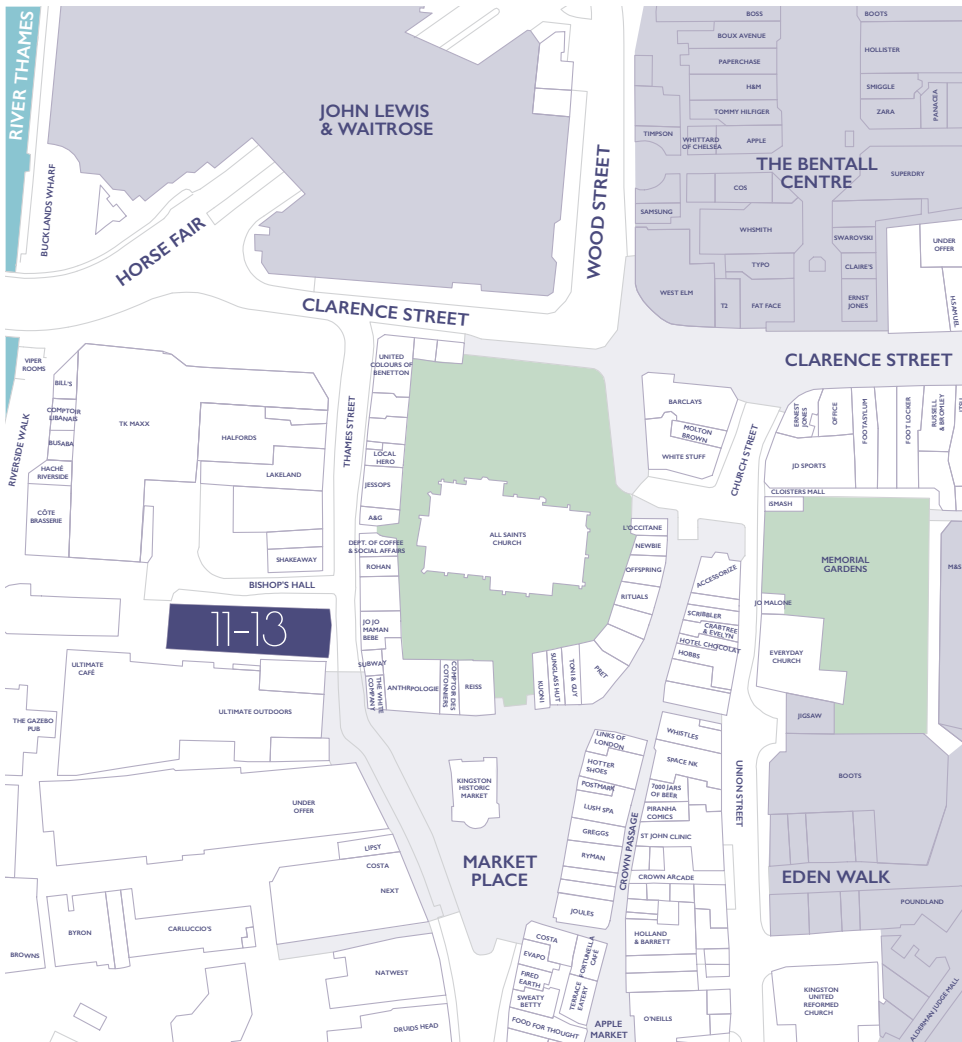 RIVER THAMES
BUCKLANDS WHARF
HORSE FAIR
JOHN LEWIS
& WAITROSE
WOOD STREET
CLARENCE STREET
BOSS
BOUX AVENUE
PAPERCHASE
H&M
TOMMY HILFIGER
TIMPSON
WHITTARD
OF CHELSEA
APPLE
BOOTS
HOLLISTER
SMIGGLE
ZARA
PANACEA
THE BENTALL
CENTRE
SUPERDRY
COS
SAMSUNG
WHSMITH
SWAROVSKI
UNDER
OFFER
TYPO
CLAIRE'S
WEST ELM
T2
FAT FACE
ERNST
JONES
H.SAMUEL
CLARENCE STREET
VIPER
ROOMS
BILL'S
COMPTOIR
LIBANAIS
BUSABA
HACHÉ
RIVERSIDE
CÔTE
BRASSERIE
RIVERSIDE WALK
TK MAXX
HALFORDS
LAKELAND
SHAKEAWAY
BISHOP'S HALL
11-13
THAMES STREET
UNITED
COLOURS OF
BENETTON
LOCAL
HERO
JESSOPS
A&G
DEPT. OF COFFEE
& SOCIAL AFFAIRS
ROHAN
JO JO
MAMAN
BEBE
SUBWAY
THE WHITE
COMPANY
ANTHROPOLOGIE
COMPTOIR DES
COTONNIERS
REISS
ALL SAINTS
CHURCH
BARCLAYS
MOLTON
BROWN
WHITE STUFF
CHURCH STREET
ERNEST
JONES
OFFICE
FOOTASYLUM
FOOT LOCKER
RUSSELL
& BROMLEY
JD SPORTS
CLOISTERS MALL
iSMASH
MEMORIAL
GARDENS
M&S
L'OCCITANE
NEWBIE
OFFSPRING
RITUALS
PRET
TONI & GUY
SUNGLASS HUT
KUONI
ACCESSORIZE
SCRIBBLER
CRABTREE
& EVELYN
HOTEL CHOCOLAT
HOBBS
JO MALONE
EVERYDAY
CHURCH
JIGSAW
BOOTS
ULTIMATE
CAFÉ
THE GAZEBO
PUB
ULTIMATE OUTDOORS
UNDER
OFFER
LIPSY
COSTA
NEXT
KINGSTON
HISTORIC
MARKET
MARKET
PLACE
LINKS OF
LONDON
HOTTER
SHOES
POSTMARK
LUSH SPA
GREGGS
RYMAN
JOULES
CROWN PASSAGE
WHISTLES
SPACE NK
7000 JARS
OF BEER
PIRANHA
COMICS
ST JOHN CLINIC
CROWN ARCADE
UNION STREET
EDEN WALK
POUNDLAND
HOLLAND
& BARRETT
BROWNS
BYRON
CARLUCCIO'S
NATWEST
DRUIDS HEAD
COSTA
EVAPO
FIRED
EARTH
SWEATY
BETTY
FOOD FOR THOUGHT
FORTUNELLA
CAFÉ
TERRACE
EATERY
APPLE
MARKET
O'NEILLS
KINGSTON
UNITED
REFORMED
CHURCH
ALDERMAN JUDGE MALL